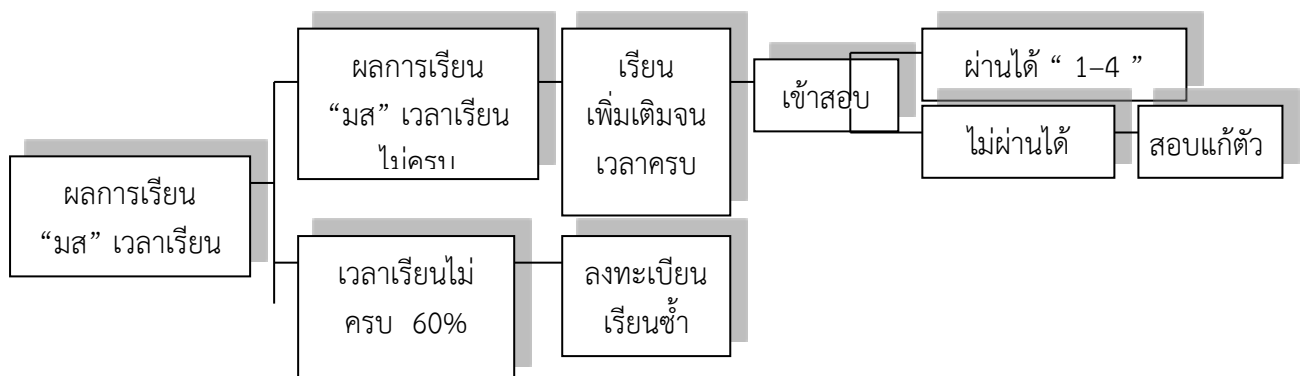 ผลการเรียน
“มส” เวลาเรียน
ผลการเรียน
“มส” เวลาเรียน
ไม่ครบ
เรียน
เพิ่มเติมจน
เวลาครบ
เข้าสอบ
ผ่านได้ “ 1–4 ”
ไม่ผ่านได้
สอบแก้ตัว
เวลาเรียนไม่
ครบ 60%
ลงทะเบียน
เรียนซ้ำ